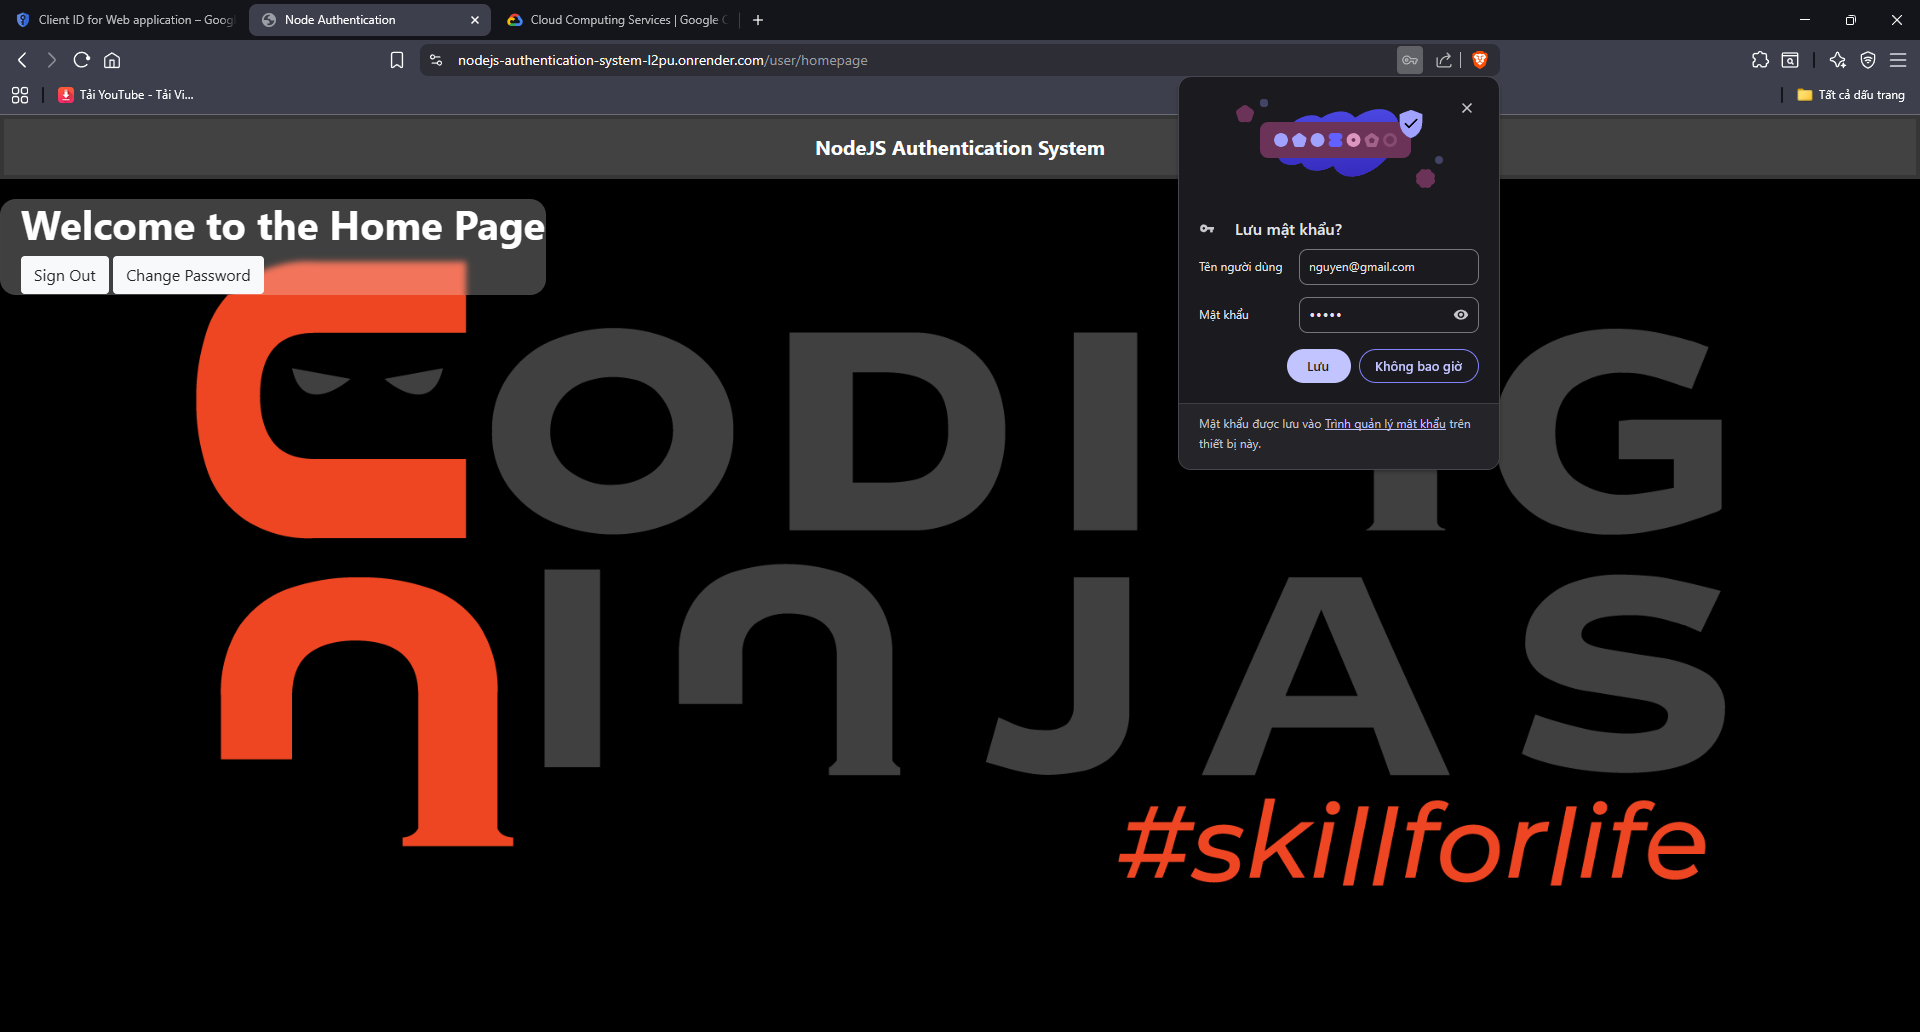 Client ID for Web application – Goog
Node Authentication
Cloud Computing Services | Google C
nodejs-authentication-system-l2pu.onrender.com/user/homepage
Tải YouTube - Tải Vi...
Tất cả dấu trang
NodeJS Authentication System
Welcome to the Home Page
Sign Out
Change Password
Lưu mật khẩu?
Tên người dùng
nguyen@gmail.com
Mật khẩu
•••••
Lưu
Không bao giờ
Mật khẩu được lưu vào Trình quản lý mật khẩu trên
thiết bị này.
CODING
NINJAS
#skillforlife